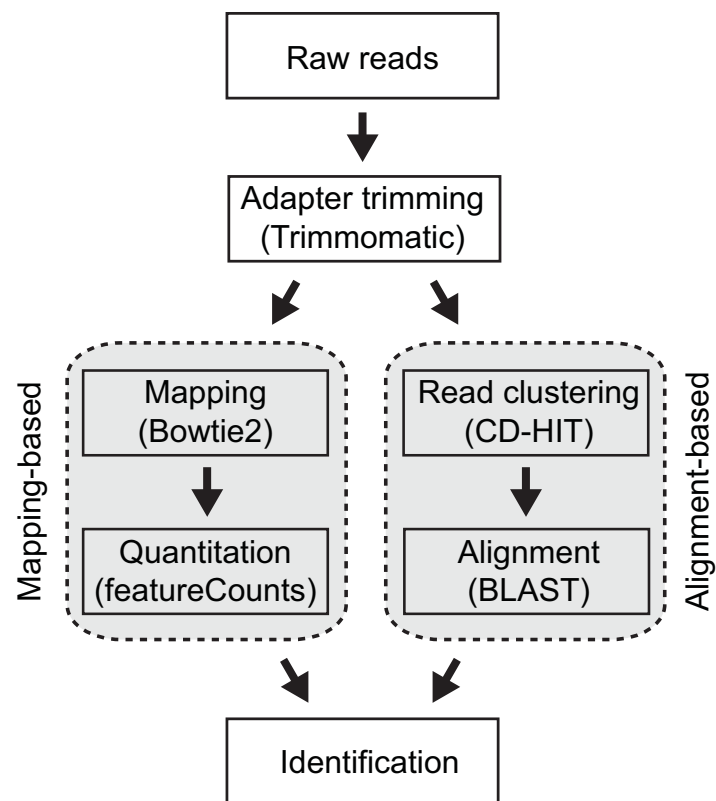 Raw reads
Adapter trimming
(Trimmomatic)
Mapping-based
Mapping
(Bowtie2)
Quantitation
(featureCounts)
Read clustering
(CD-HIT)
Alignment
(BLAST)
Alignment-based
Identification